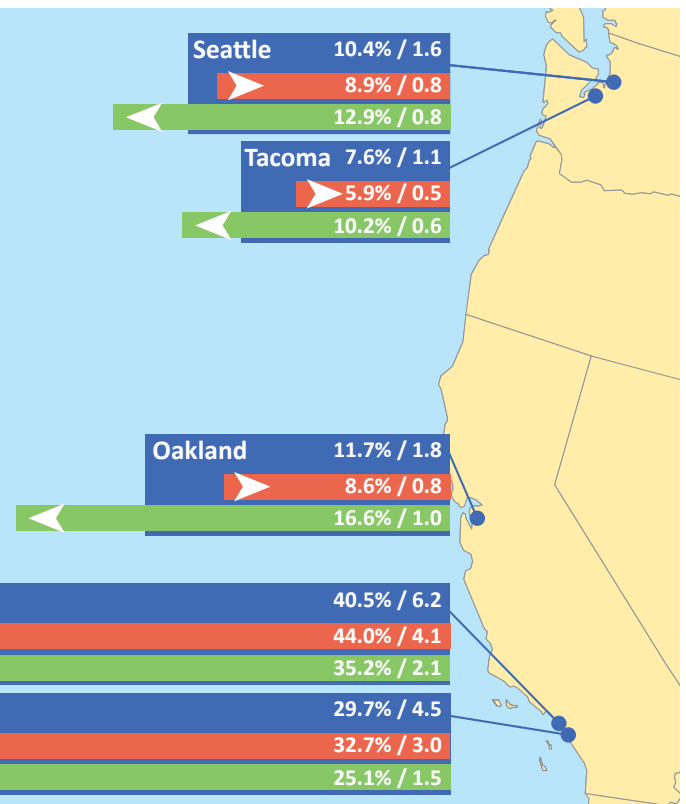 Seattle 10.4% / 1.6
8.9% / 0.8
12.9% / 0.8
Tacoma 7.6% / 1.1
5.9% / 0.5
10.2% / 0.6
Oakland 11.7% / 1.8
8.6% / 0.8
16.6% / 1.0
40.5% / 6.2
44.0% / 4.1
35.2% / 2.1
29.7% / 4.5
32.7% / 3.0
25.1% / 1.5